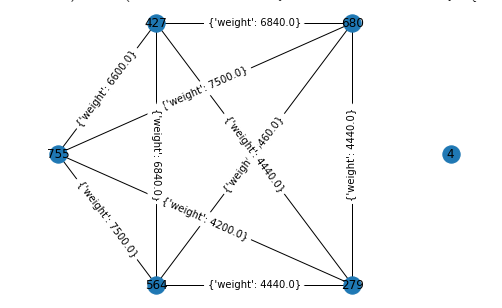 427
{'weight': 6840.0}
680
{'weight': 6600.0}
{'weight': 7500.0}
{'weight': 6840.0}
460.0}
{'weight': 4440.0}
{'weight': 4440.0}
755
4
{'weight': 7500.0}
{'weight': 4200.0}
564
{'weight': 4440.0}
279